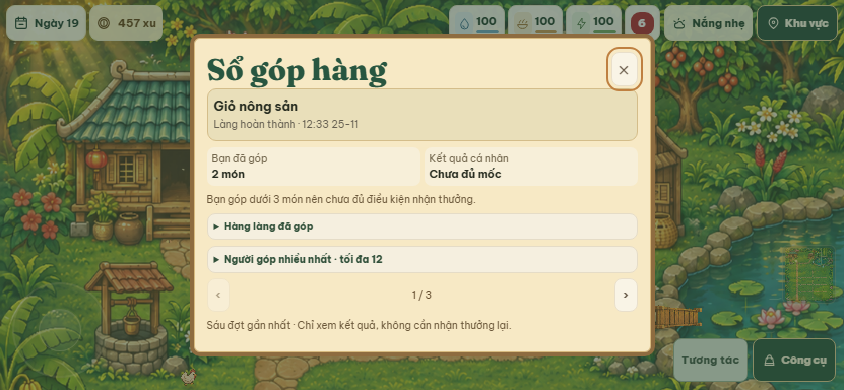 Ngày 19
457 xu
100
100
100
6
Nắng nhẹ
Khu vực
Sổ góp hàng
×
Giỏ nông sản
Làng hoàn thành · 12:33 25-11
Bạn đã góp
2 món
Kết quả cá nhân
Chưa đủ mốc
Bạn góp dưới 3 món nên chưa đủ điều kiện nhận thưởng.
▸ Hàng làng đã góp
▸ Người góp nhiều nhất · tối đa 12
‹
1 / 3
›
Sáu đợt gần nhất · Chỉ xem kết quả, không cần nhận thưởng lại.
Tương tác
Công cụ